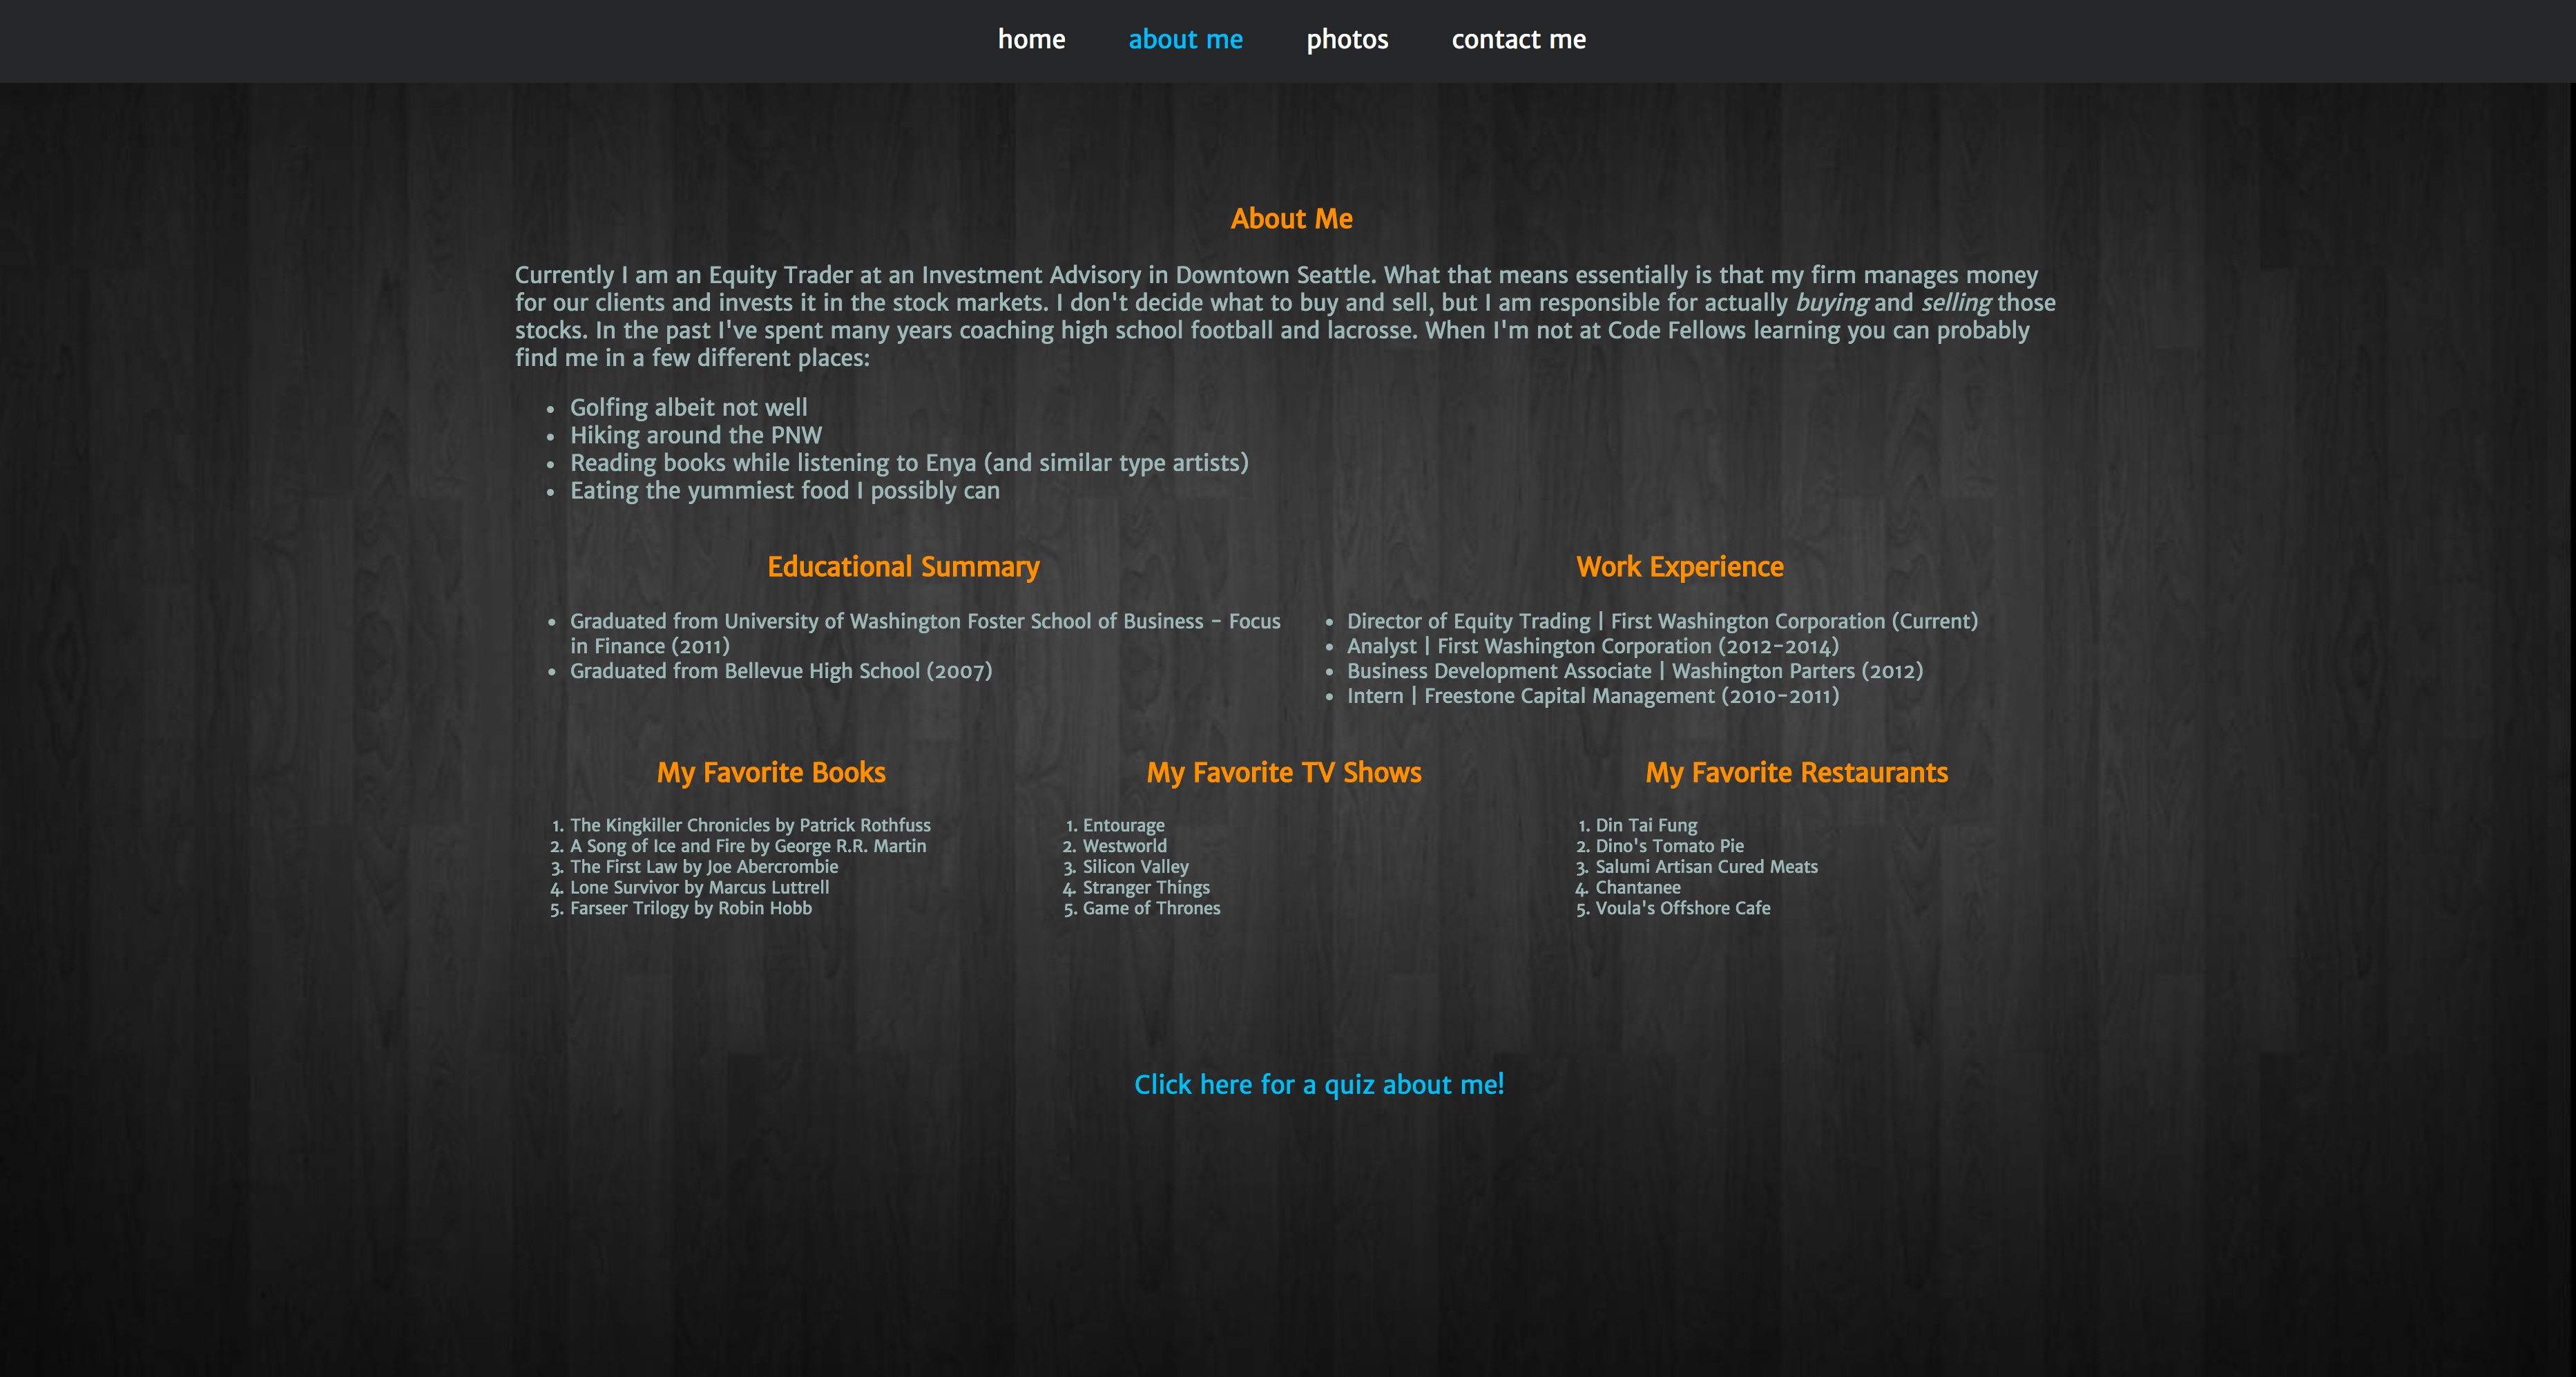 home about me photos contact me
About Me
Currently I am an Equity Trader at an Investment Advisory in Downtown Seattle. What that means essentially is that my firm manages money
for our clients and invests it in the stock markets. I don't decide what to buy and sell, but I am responsible for actually buying and selling those
stocks. In the past I've spent many years coaching high school football and lacrosse. When I'm not at Code Fellows learning you can probably
find me in a few different places:
• Golfing albeit not well
• Hiking around the PNW
• Reading books while listening to Enya (and similar type artists)
• Eating the yummiest food I possibly can
Educational Summary
• Graduated from University of Washington Foster School of Business - Focus
in Finance (2011)
• Graduated from Bellevue High School (2007)
Work Experience
• Director of Equity Trading | First Washington Corporation (Current)
• Analyst | First Washington Corporation (2012-2014)
• Business Development Associate | Washington Parters (2012)
• Intern | Freestone Capital Management (2010-2011)
My Favorite Books
1. The Kingkiller Chronicles by Patrick Rothfuss
2. A Song of Ice and Fire by George R.R. Martin
3. The First Law by Joe Abercrombie
4. Lone Survivor by Marcus Luttrell
5. Farseer Trilogy by Robin Hobb
My Favorite TV Shows
1. Entourage
2. Westworld
3. Silicon Valley
4. Stranger Things
5. Game of Thrones
My Favorite Restaurants
1. Din Tai Fung
2. Dino's Tomato Pie
3. Salumi Artisan Cured Meats
4. Chantanee
5. Voula's Offshore Cafe
Click here for a quiz about me!